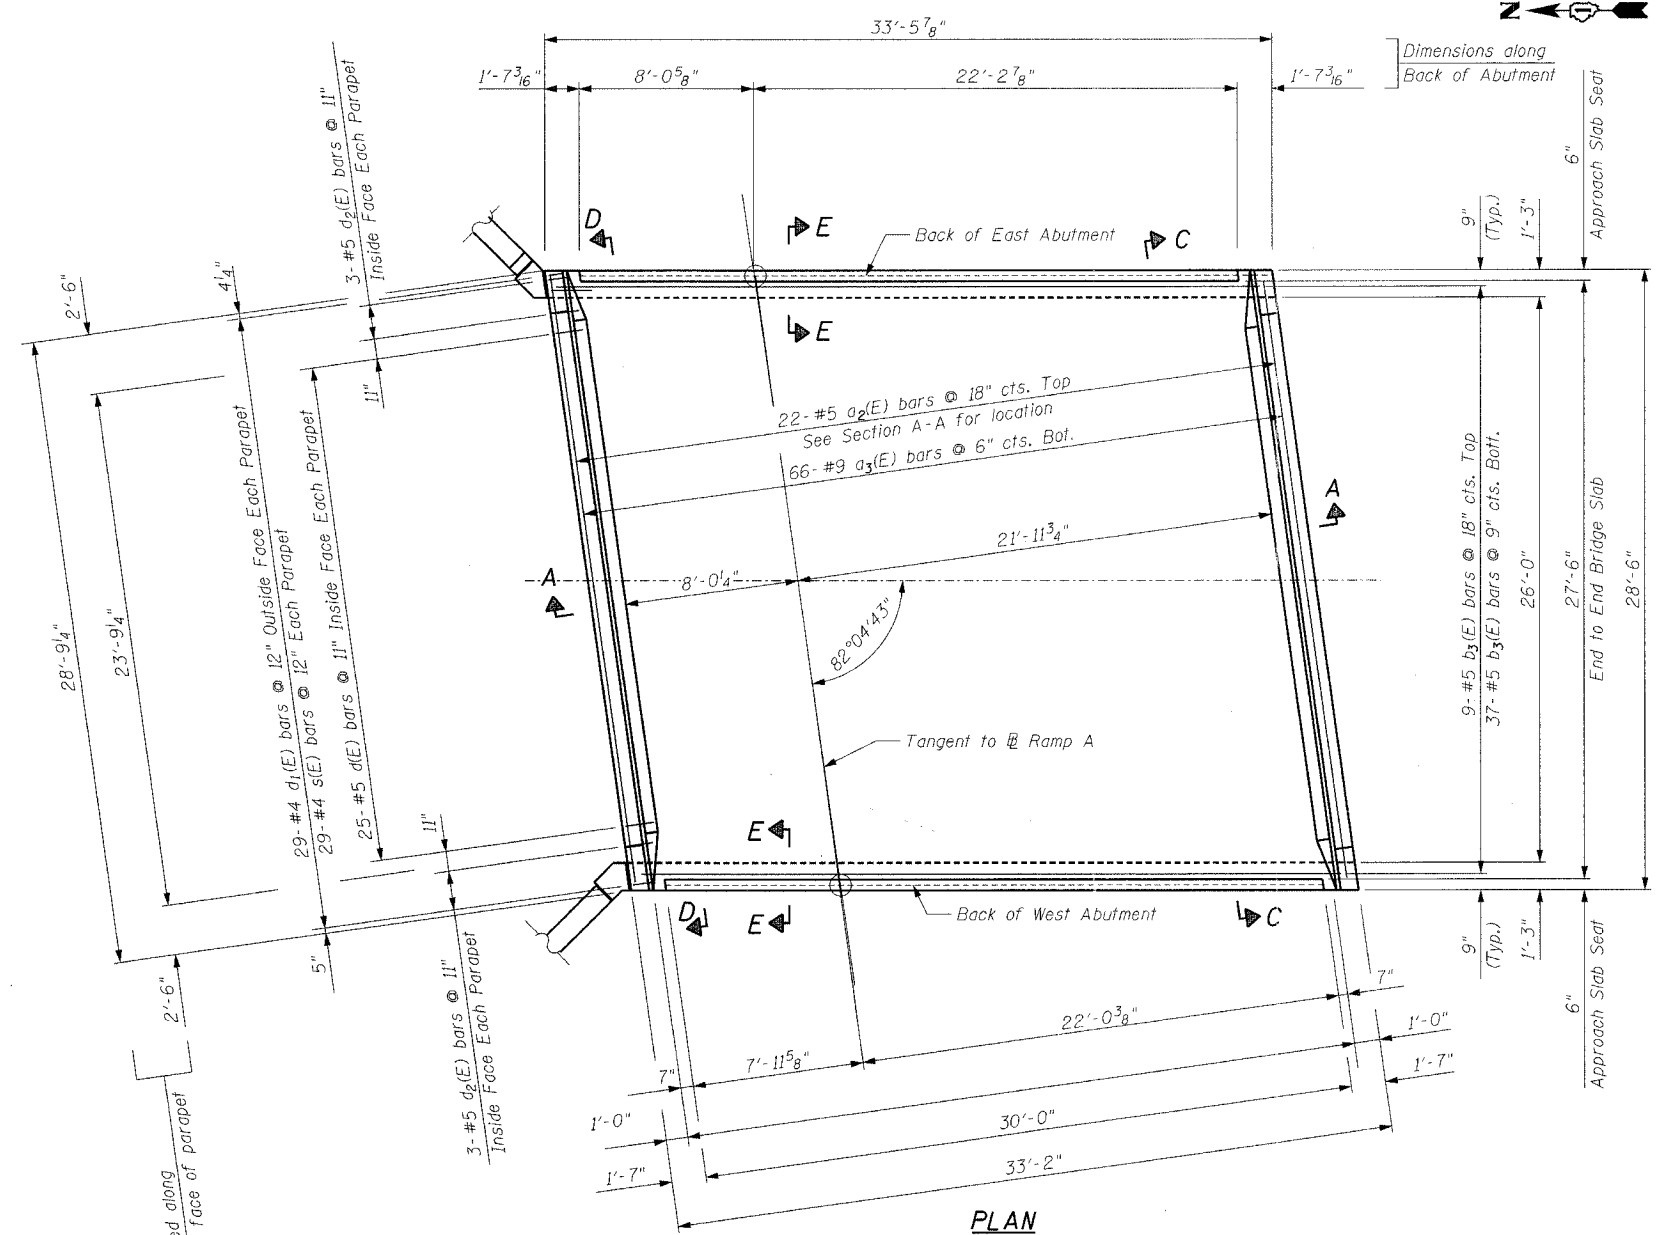 N
33'-5 7/8"
Dimensions along
Back of Abutment
1'-7 3/16"
8'-0 5/8"
22'-2 7/8"
1'-7 3/16"
3-#5 d2(E) bars @ 11"
Inside Face Each Parapet
6"
Approach Slab Seat
9"
(Typ.)
1'-3"
2'-6"
4 1/4"
11"
D
E
C
Back of East Abutment
E
22-#5 a2(E) bars @ 18" cts. Top
See Section A-A for location
66-#9 a3(E) bars @ 6" cts. Bot.
A
21'-11 3/4"
A
8'-0 1/4"
82°04'43"
28'-9 1/4"
23'-9 1/4"
29-#4 d1(E) bars @ 12" Outside Face Each Parapet
29-#4 s(E) bars @ 12" Each Parapet
25-#5 d(E) bars @ 11" Inside Face Each Parapet
9-#5 b3(E) bars @ 18" cts. Top
37-#5 b3(E) bars @ 9" cts. Bott.
26'-0"
27'-6"
End to End Bridge Slab
28'-6"
Tangent to ℄ Ramp A
11"
E
D
E
Back of West Abutment
C
5"
2'-6"
3-#5 d2(E) bars @ 11"
Inside Face Each Parapet
9"
(Typ.)
1'-3"
6"
Approach Slab Seat
7"
22'-0 3/8"
1'-0"
7'-11 5/8"
7"
1'-7"
1'-0"
30'-0"
1'-7"
33'-2"
ed along
face of parapet
PLAN